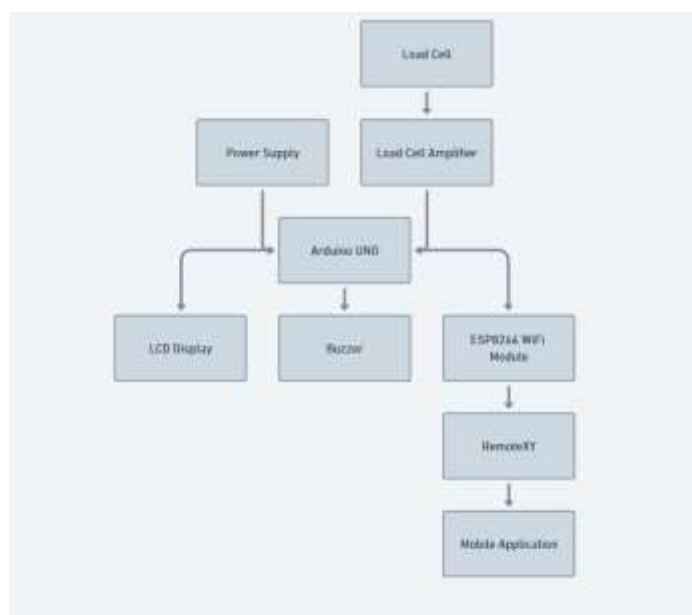 Load Cell
Power Supply
Load Cell Amplifier
Arduino UNO
LCD Display
Buzzer
ESP8266 WiFi
Module
RemoteXY
Mobile Application